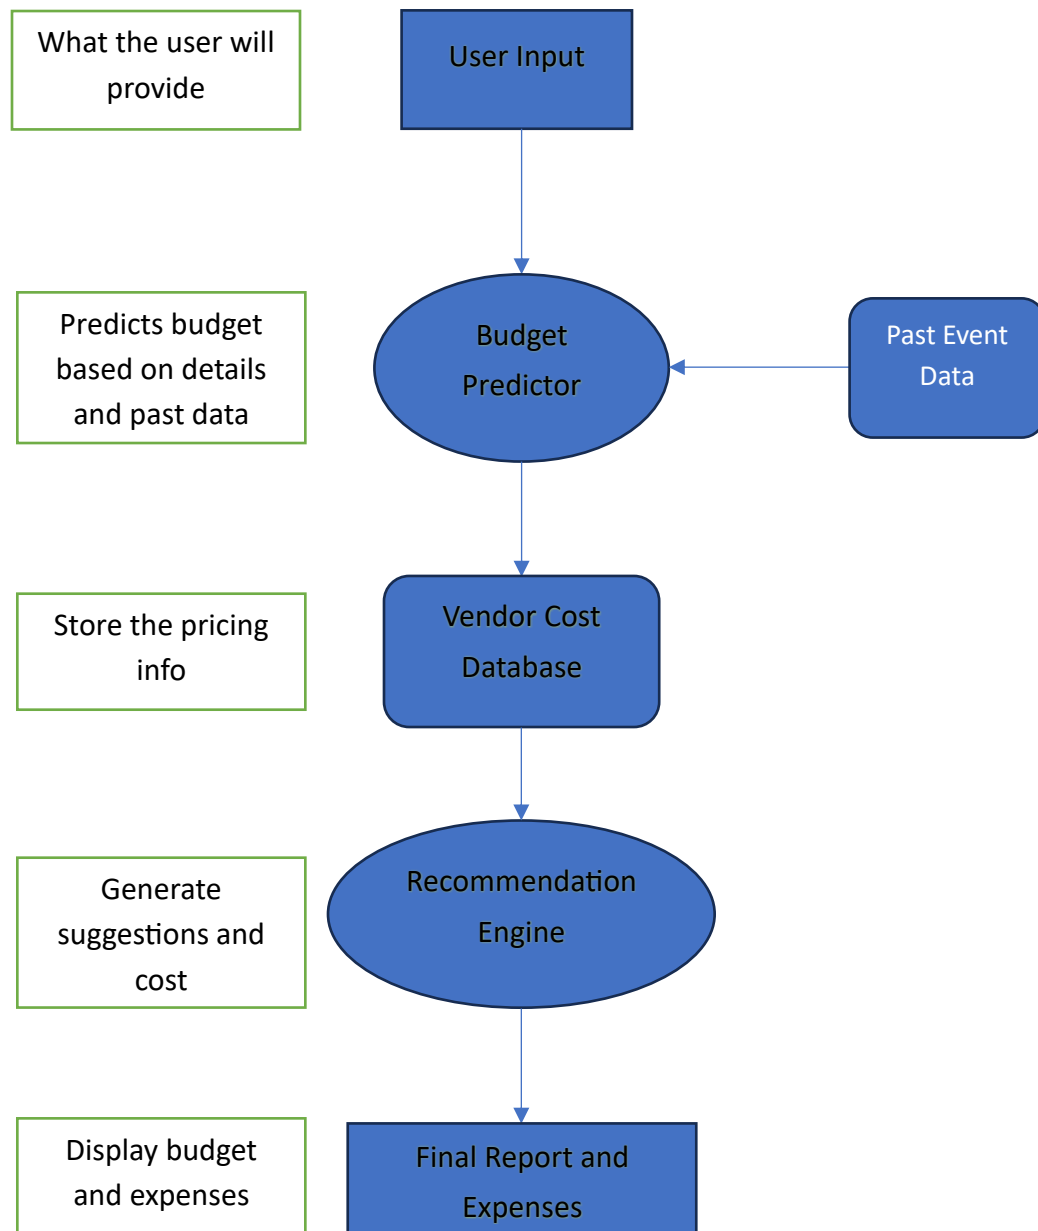 What the user will
provide
User Input
Predicts budget
based on details
and past data
Budget
Predictor
Past Event
Data
Store the pricing
info
Vendor Cost
Database
Generate
suggestions and
cost
Recommendation
Engine
Display budget
and expenses
Final Report and
Expenses